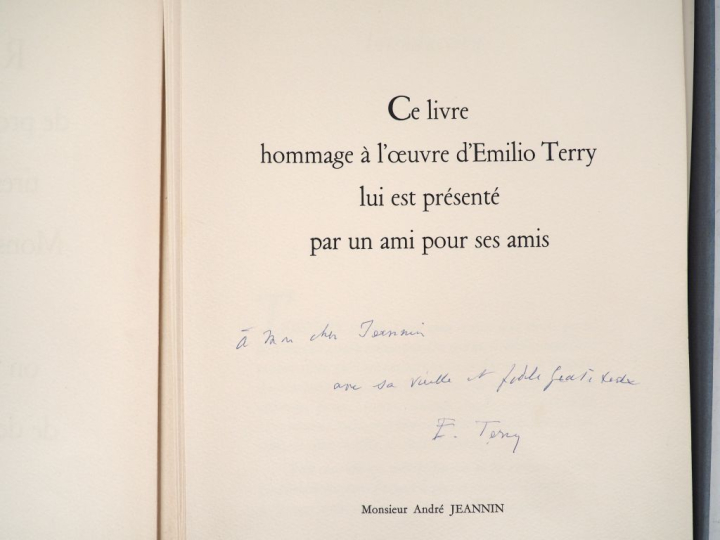 Ce livre
hommage à l'œuvre d'Emilio Terry
lui est présenté
par un ami pour ses amis
à mon cher Jeannin
avec sa vieille et fidèle gratitude
E. Terry
Monsieur André JEANNIN